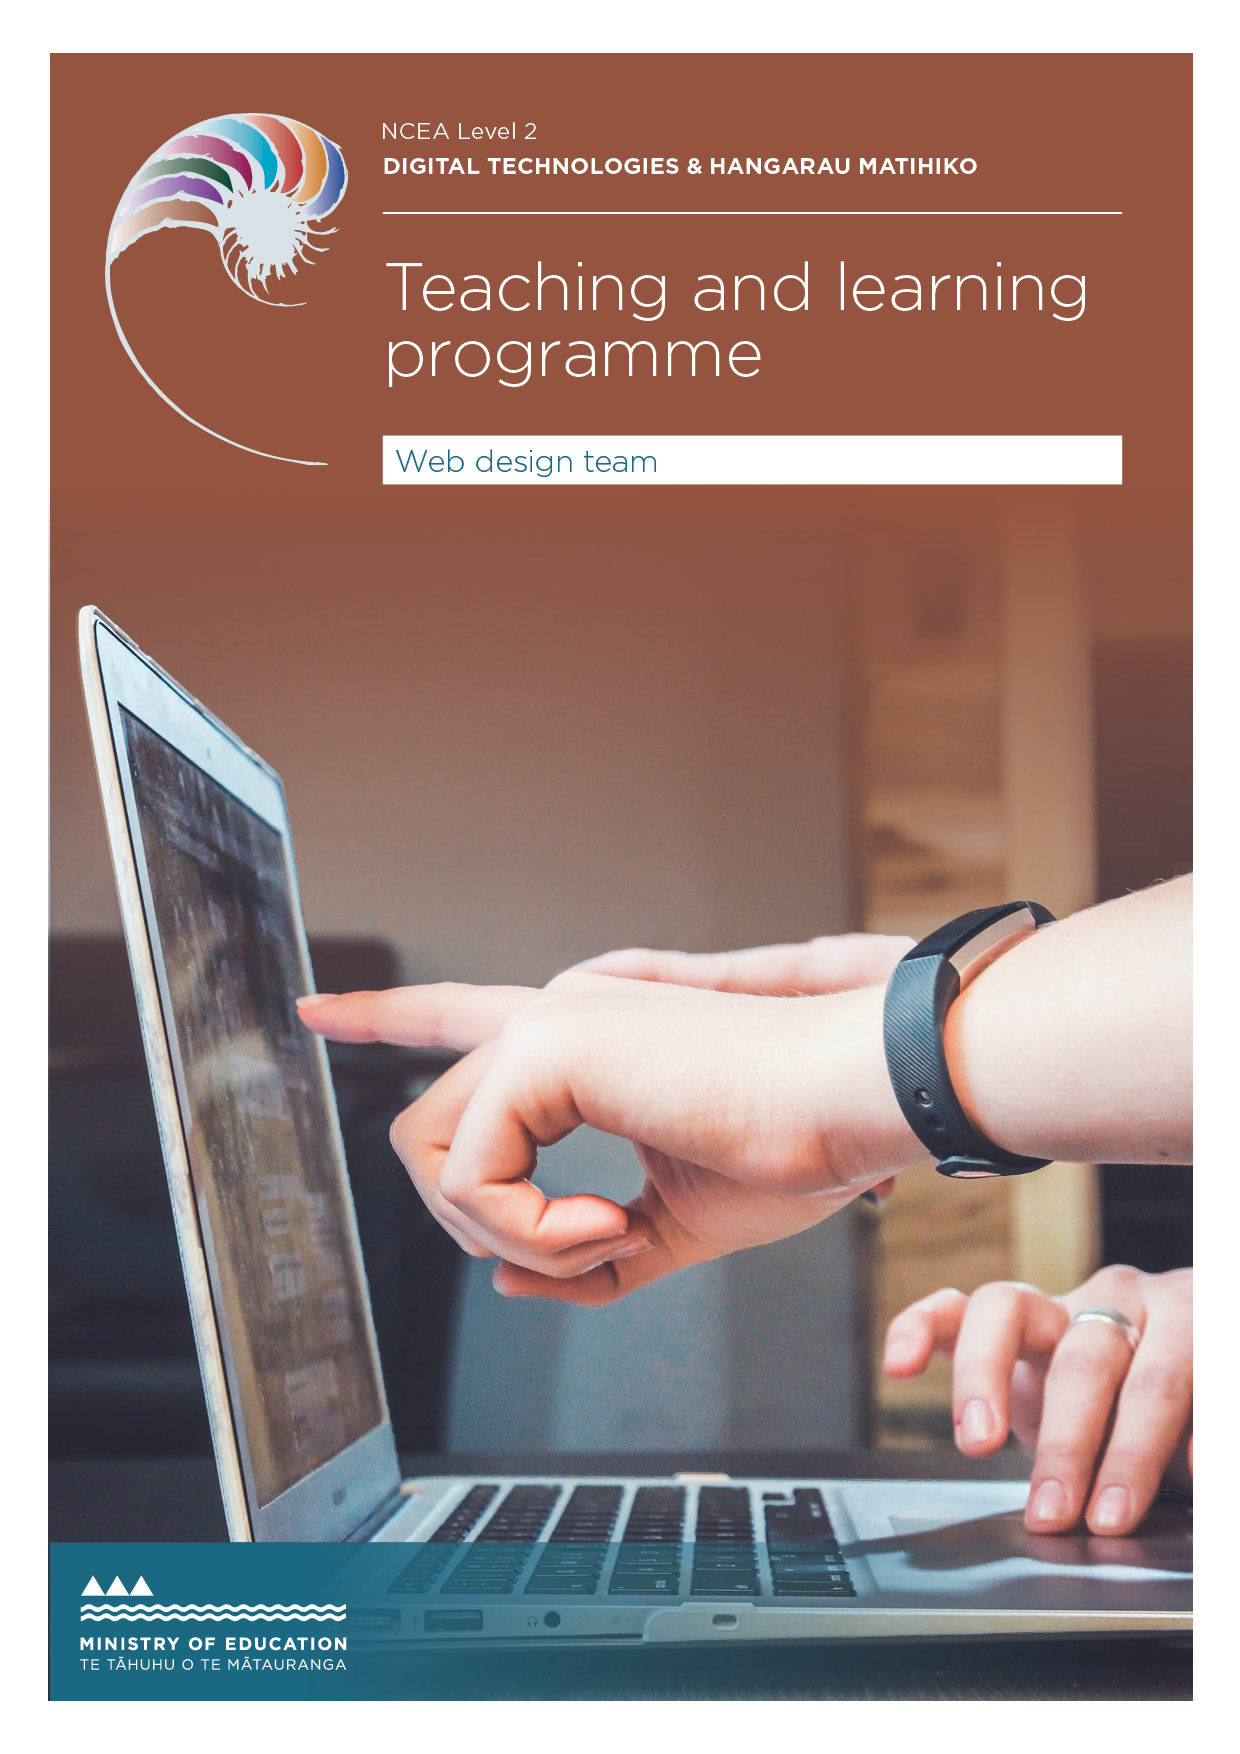 NCEA Level 2
DIGITAL TECHNOLOGIES & HANGARAU MATIHIKO
Teaching and learning
programme
Web design team
MINISTRY OF EDUCATION
TE TĀHUHU O TE MĀTAURANGA